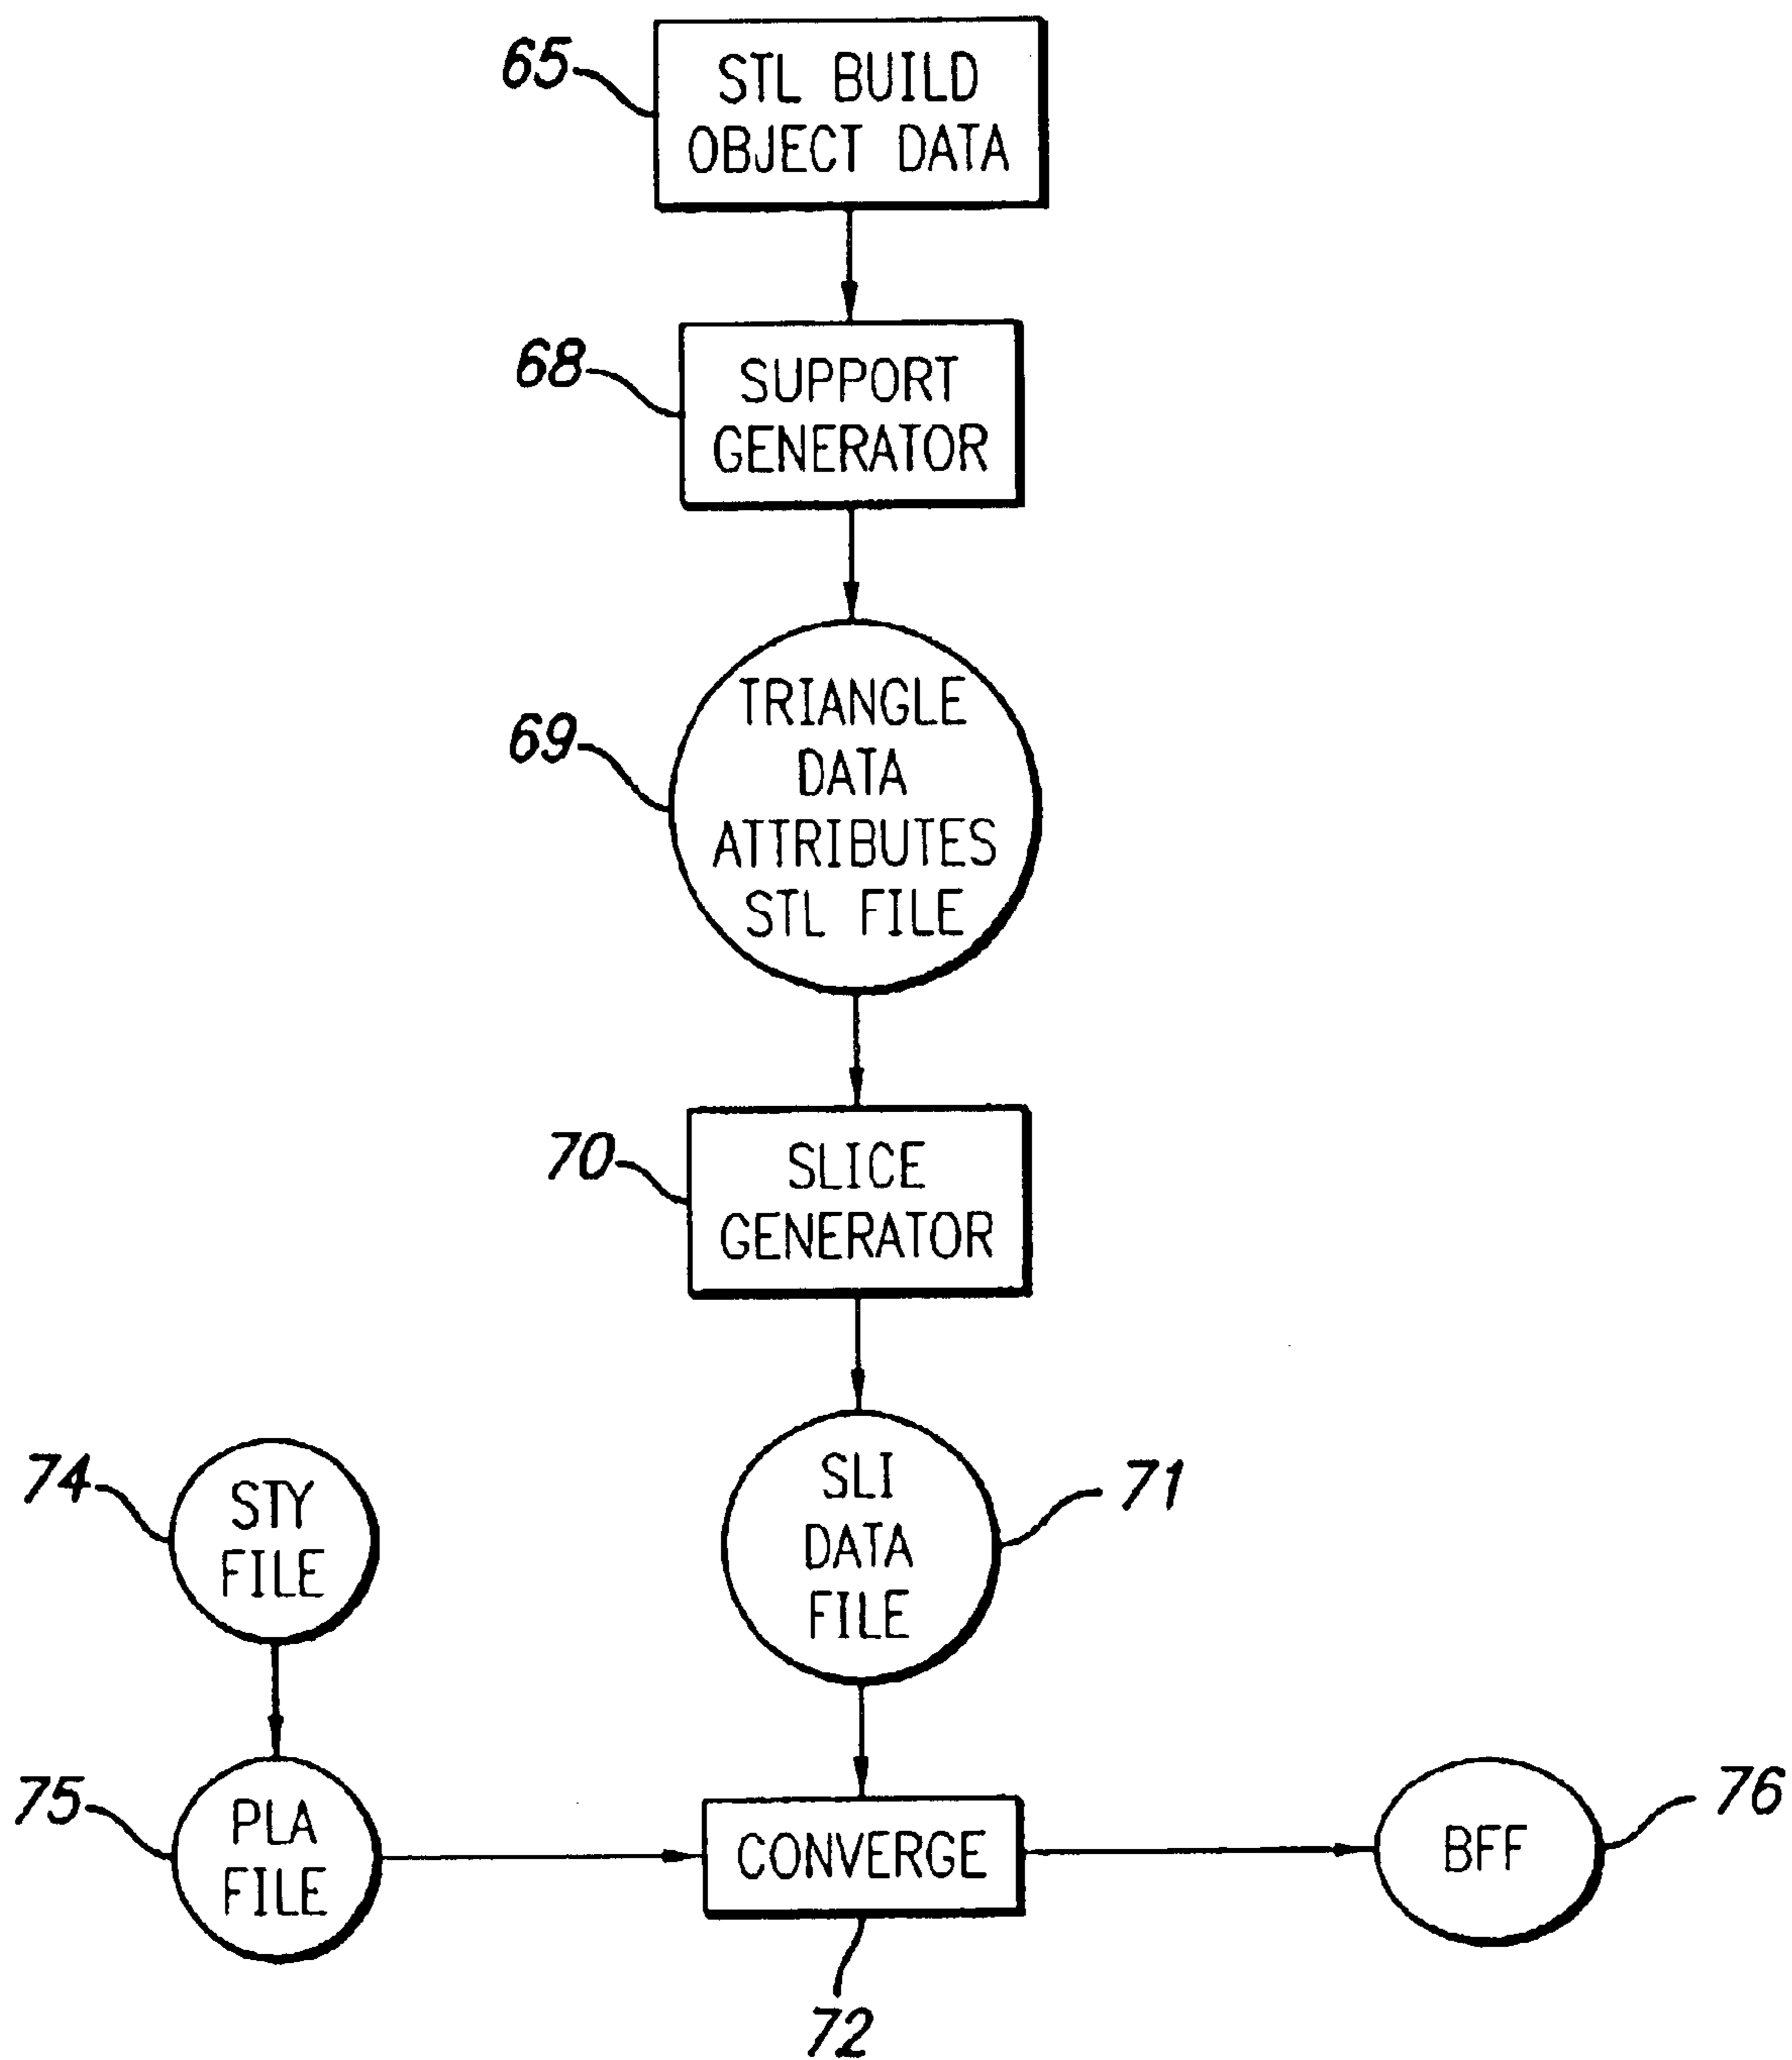 65
STL BUILD
OBJECT DATA
68
SUPPORT
GENERATOR
69
TRIANGLE
DATA
ATTRIBUTES
STL FILE
70
SLICE
GENERATOR
74
STY
FILE
SLI
DATA
FILE
71
75
PLA
FILE
CONVERGE
72
BFF
76